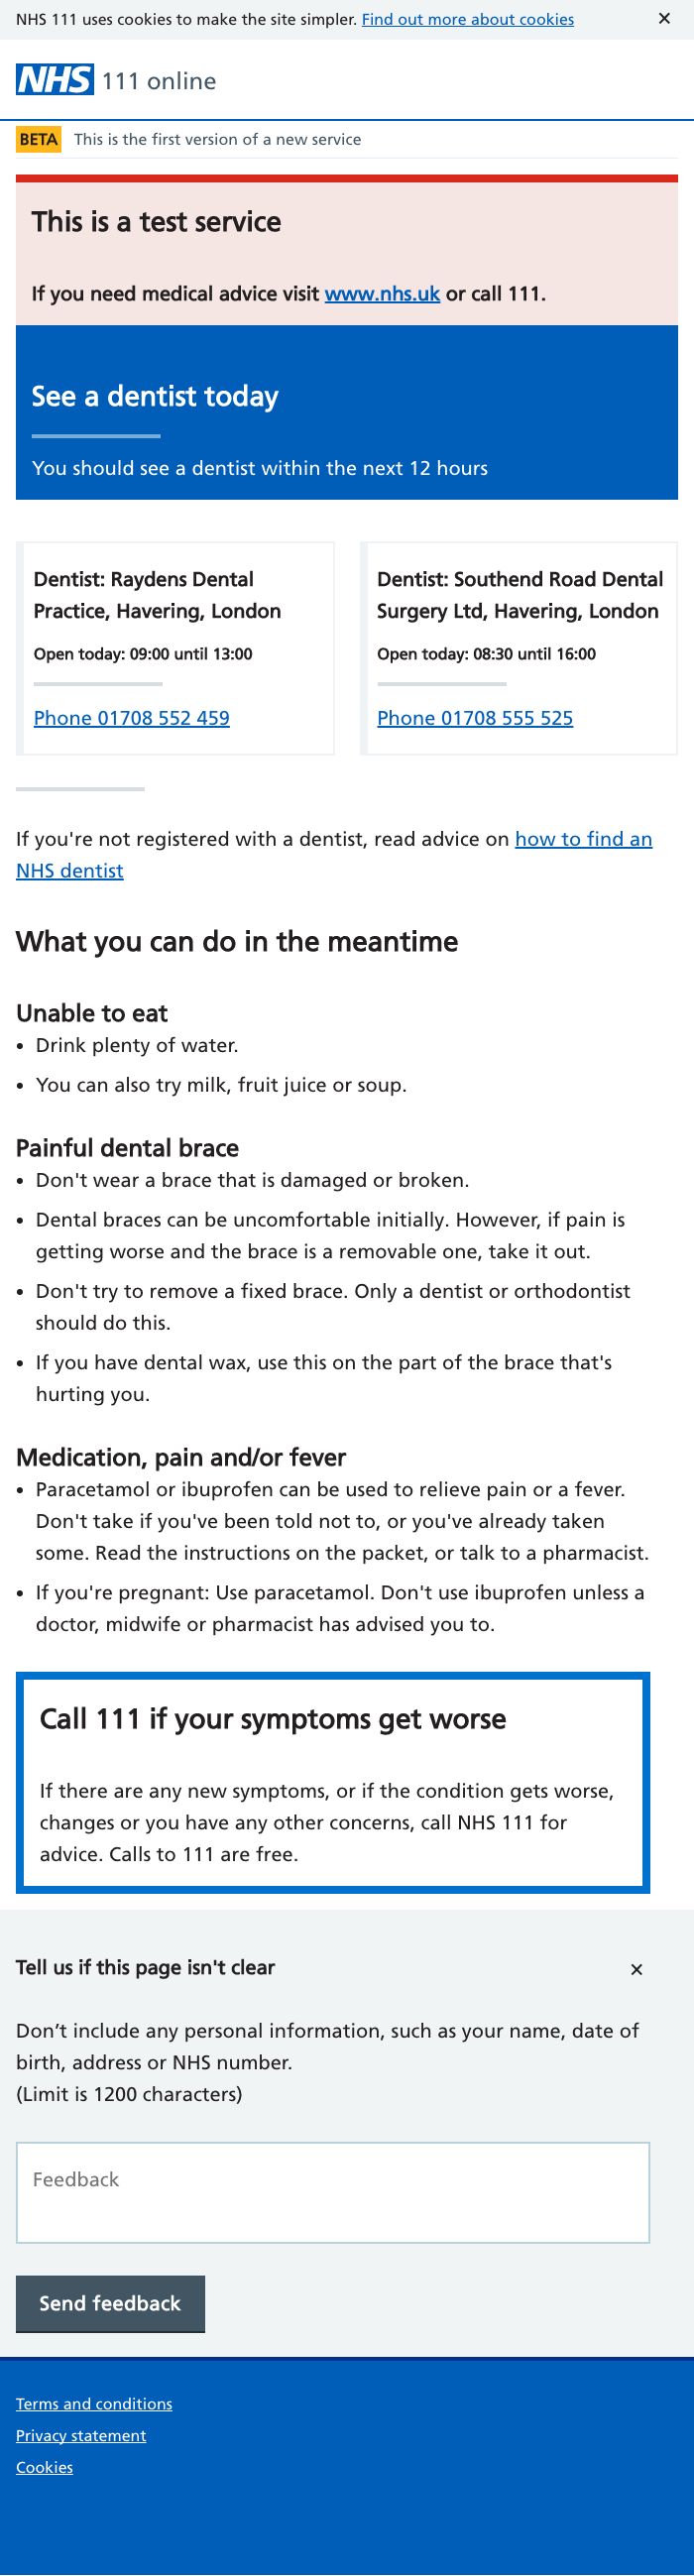 NHS 111 uses cookies to make the site simpler. Find out more about cookies ×
NHS 111 online
BETA This is the first version of a new service
This is a test service
If you need medical advice visit www.nhs.uk or call 111.
See a dentist today
You should see a dentist within the next 12 hours
Dentist: Raydens Dental
Practice, Havering, London
Open today: 09:00 until 13:00
Phone 01708 552 459
Dentist: Southend Road Dental
Surgery Ltd, Havering, London
Open today: 08:30 until 16:00
Phone 01708 555 525
If you're not registered with a dentist, read advice on how to find an
NHS dentist
What you can do in the meantime
Unable to eat
• Drink plenty of water.
• You can also try milk, fruit juice or soup.
Painful dental brace
• Don't wear a brace that is damaged or broken.
• Dental braces can be uncomfortable initially. However, if pain is
getting worse and the brace is a removable one, take it out.
• Don't try to remove a fixed brace. Only a dentist or orthodontist
should do this.
• If you have dental wax, use this on the part of the brace that's
hurting you.
Medication, pain and/or fever
• Paracetamol or ibuprofen can be used to relieve pain or a fever.
Don't take if you've been told not to, or you've already taken
some. Read the instructions on the packet, or talk to a pharmacist.
• If you're pregnant: Use paracetamol. Don't use ibuprofen unless a
doctor, midwife or pharmacist has advised you to.
Call 111 if your symptoms get worse
If there are any new symptoms, or if the condition gets worse,
changes or you have any other concerns, call NHS 111 for
advice. Calls to 111 are free.
Tell us if this page isn't clear ×
Don’t include any personal information, such as your name, date of
birth, address or NHS number.
(Limit is 1200 characters)
Feedback
Send feedback
Terms and conditions
Privacy statement
Cookies